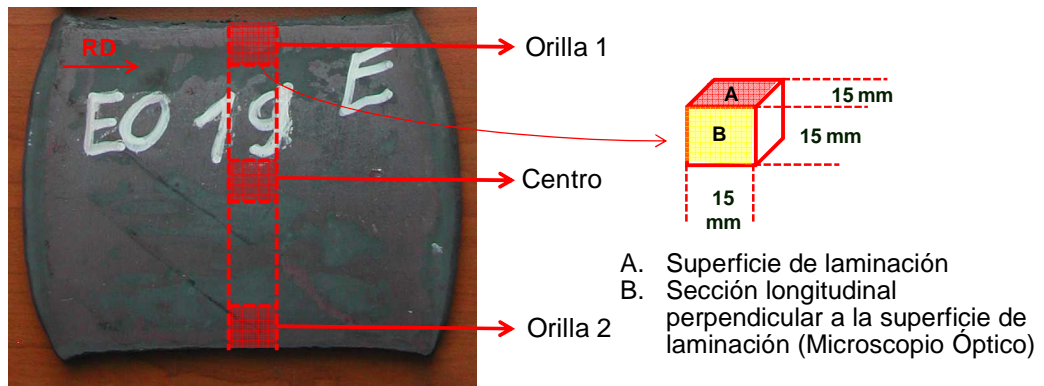 RD
EO 19 E
Orilla 1
Centro
Orilla 2
A
B
15 mm
15 mm
15
mm
A. Superficie de laminación
B. Sección longitudinal
perpendicular a la superficie de
laminación (Microscopio Óptico)